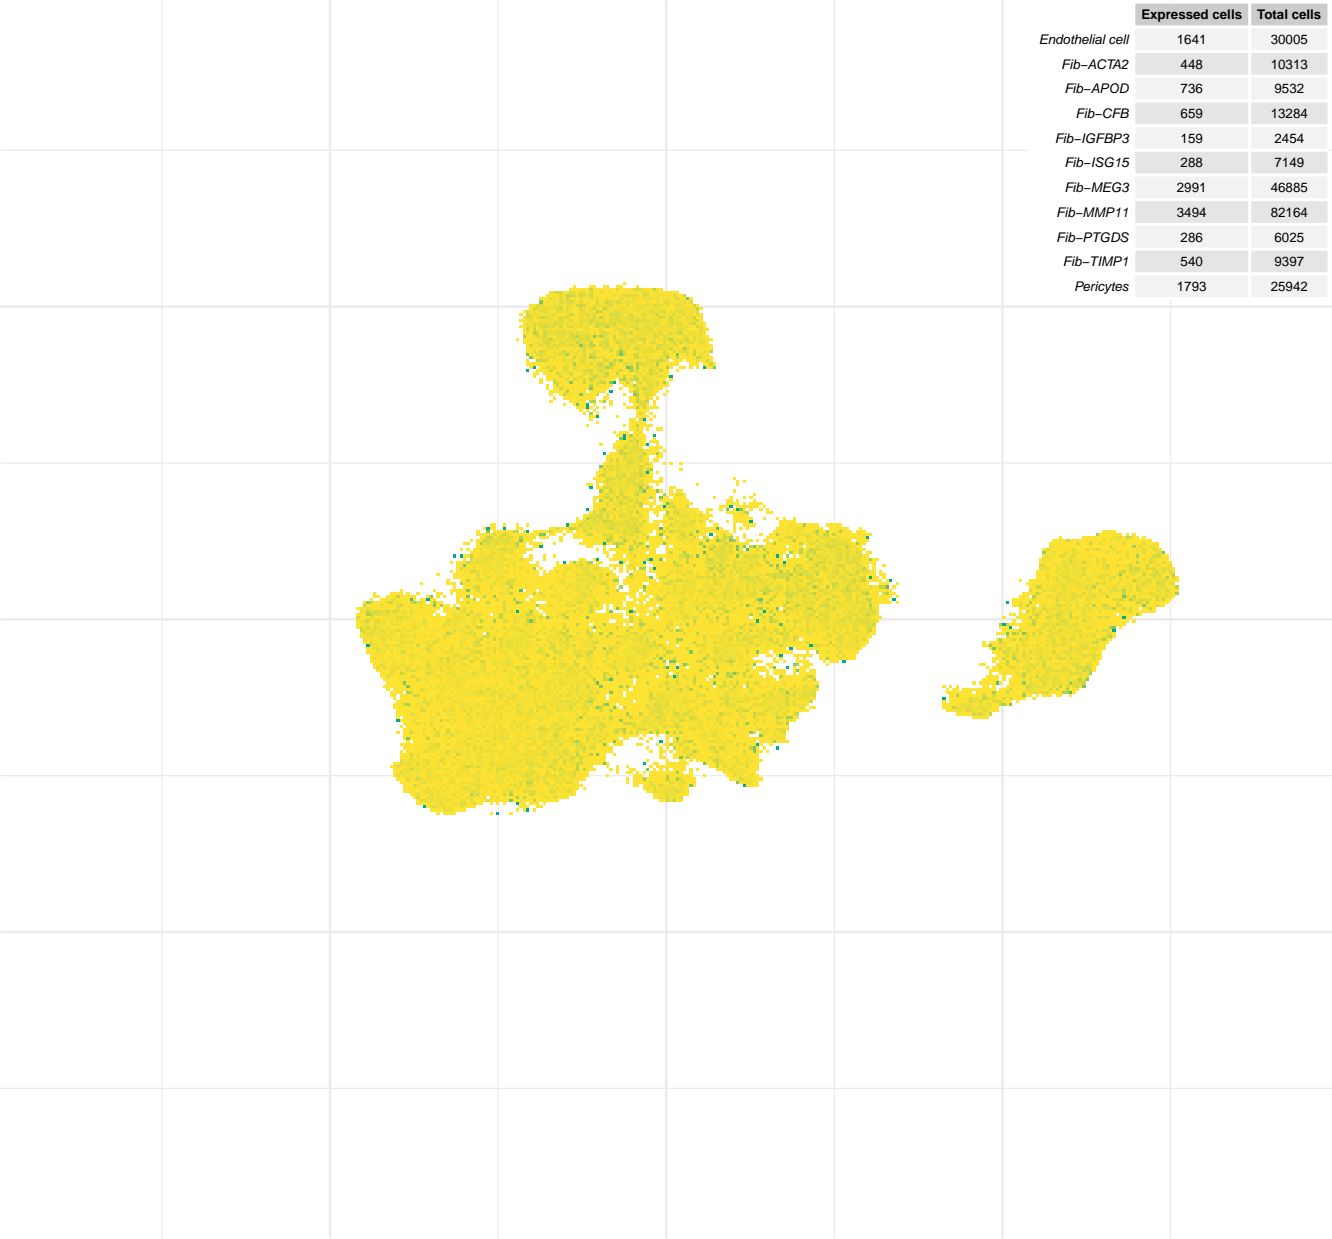 Expressed cells Total cells
Endothelial cell 1641 30005
Fib−ACTA2 448 10313
Fib−APOD 736 9532
Fib−CFB 659 13284
Fib−IGFBP3 159 2454
Fib−ISG15 288 7149
Fib−MEG3 2991 46885
Fib−MMP11 3494 82164
Fib−PTGDS 286 6025
Fib−TIMP1 540 9397
Pericytes 1793 25942